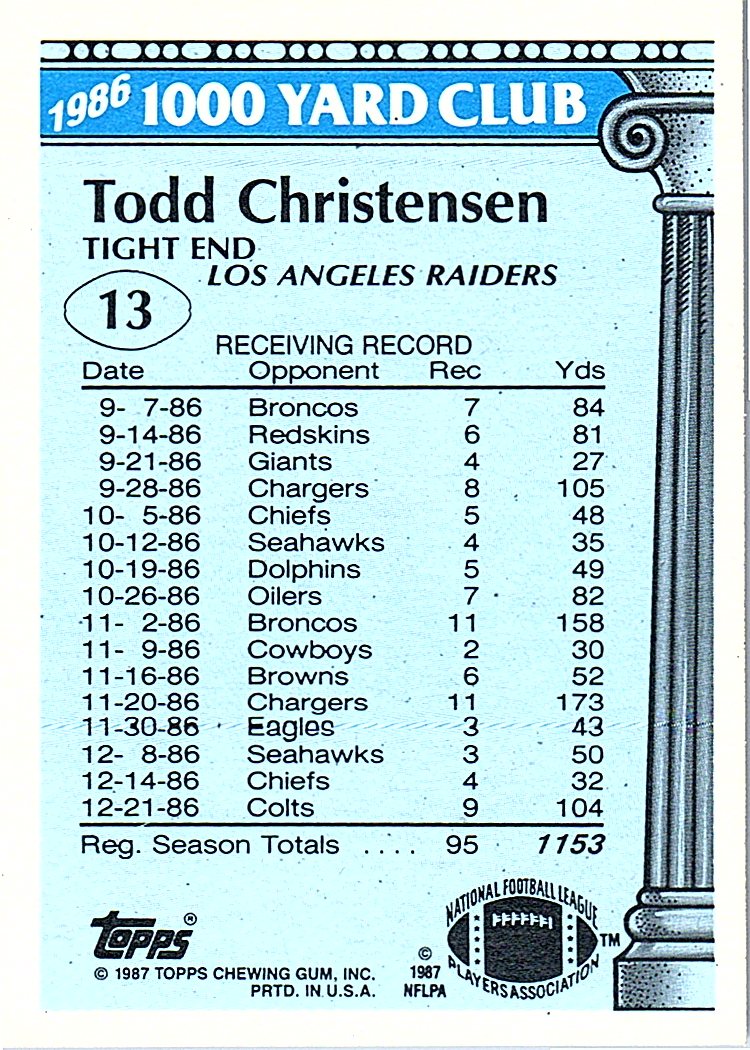 1986 1000 YARD CLUB
Todd Christensen
TIGHT END
LOS ANGELES RAIDERS
13
RECEIVING RECORD
Date Opponent Rec Yds
9- 7-86 Broncos 7 84
9-14-86 Redskins 6 81
9-21-86 Giants 4 27
9-28-86 Chargers 8 105
10- 5-86 Chiefs 5 48
10-12-86 Seahawks 4 35
10-19-86 Dolphins 5 49
10-26-86 Oilers 7 82
11- 2-86 Broncos 11 158
11- 9-86 Cowboys 2 30
11-16-86 Browns 6 52
11-20-86 Chargers 11 173
11-30-86 Eagles 3 43
12- 8-86 Seahawks 3 50
12-14-86 Chiefs 4 32
12-21-86 Colts 9 104
Reg. Season Totals .... 95 1153
TOPPS®
© 1987 TOPPS CHEWING GUM, INC.
PRTD. IN U.S.A.
© 1987 NFLPA
NATIONAL FOOTBALL LEAGUE
PLAYERS ASSOCIATION
TM